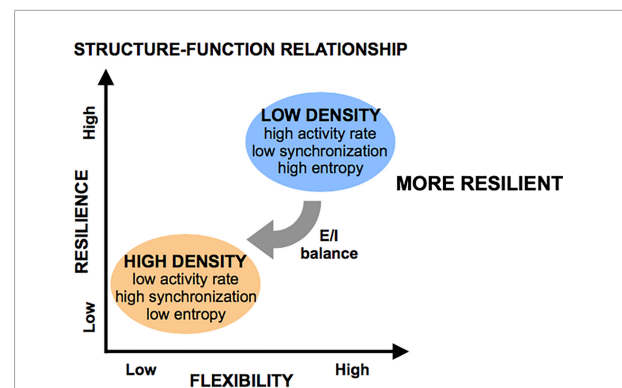 STRUCTURE-FUNCTION RELATIONSHIP
High
RESILIENCE
Low
LOW DENSITY
high activity rate
low synchronization
high entropy
MORE RESILIENT
E/I
balance
HIGH DENSITY
low activity rate
high synchronization
low entropy
Low
High
FLEXIBILITY